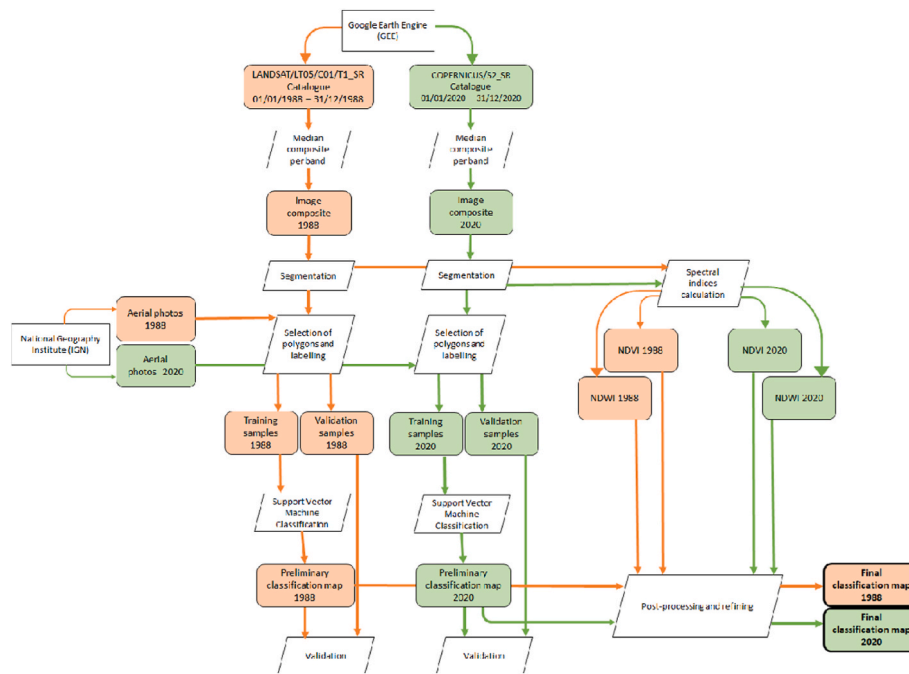 Google Earth Engine
(GEE)
LANDSAT/LT05/C01/T1_SR
Catalogue
01/01/1988 – 31/12/1988
COPERNICUS/S2_SR
Catalogue
01/01/2020 31/12/2020
Median
composite
per band
Median
composite
per band
Image
composite
1988
Image
composite
2020
Segmentation
Segmentation
Spectral
indices
calculation
Aerial photos
1988
National Geography
Institute (IGN)
Aerial
photos 2020
Selection of
polygons and
labelling
Selection of
polygons and
labelling
NDVI 1988
NDVI 2020
NDWI 1988
NDWI 2020
Training
samples
1988
Validation
samples
1988
Training
samples
2020
Validation
samples
2020
Support Vector
Machine
Classification
Support Vector
Machine
Classification
Preliminary
classification map
1988
Preliminary
classification map
2020
Post-processing and refining
Final
classification map
1988
Final
classification map
2020
Validation
Validation